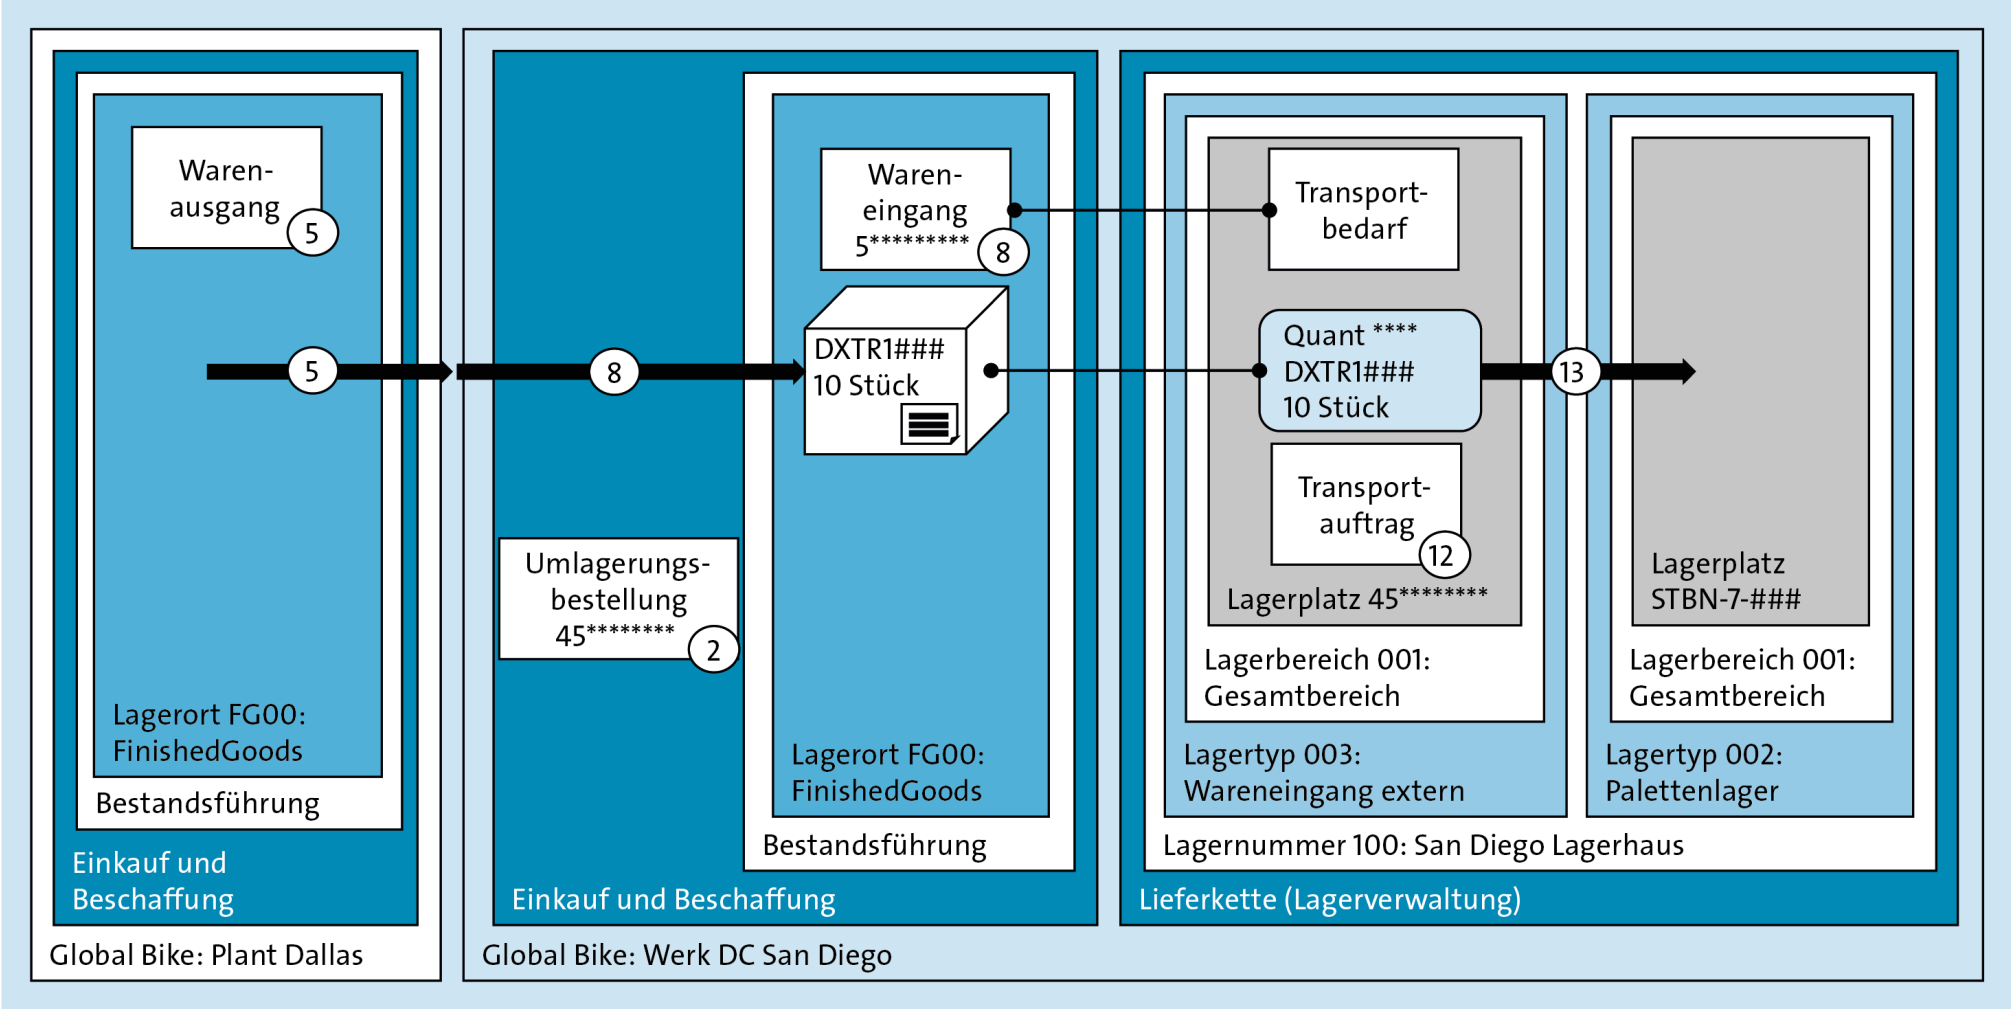 Waren-
ausgang
5
5
Lagerort FG00:
FinishedGoods
Bestandsführung
Einkauf und
Beschaffung
Global Bike: Plant Dallas
8
Umlagerungs-
bestellung
45********
2
Waren-
eingang
5*********
8
DXTR1###
10 Stück
Lagerort FG00:
FinishedGoods
Bestandsführung
Einkauf und Beschaffung
Global Bike: Werk DC San Diego
Transport-
bedarf
Quant ****
DXTR1###
10 Stück
Transport-
auftrag
12
Lagerplatz 45********
Lagerbereich 001:
Gesamtbereich
Lagertyp 003:
Wareneingang extern
13
Lagerplatz
STBN-7-###
Lagerbereich 001:
Gesamtbereich
Lagertyp 002:
Palettenlager
Lagernummer 100: San Diego Lagerhaus
Lieferkette (Lagerverwaltung)